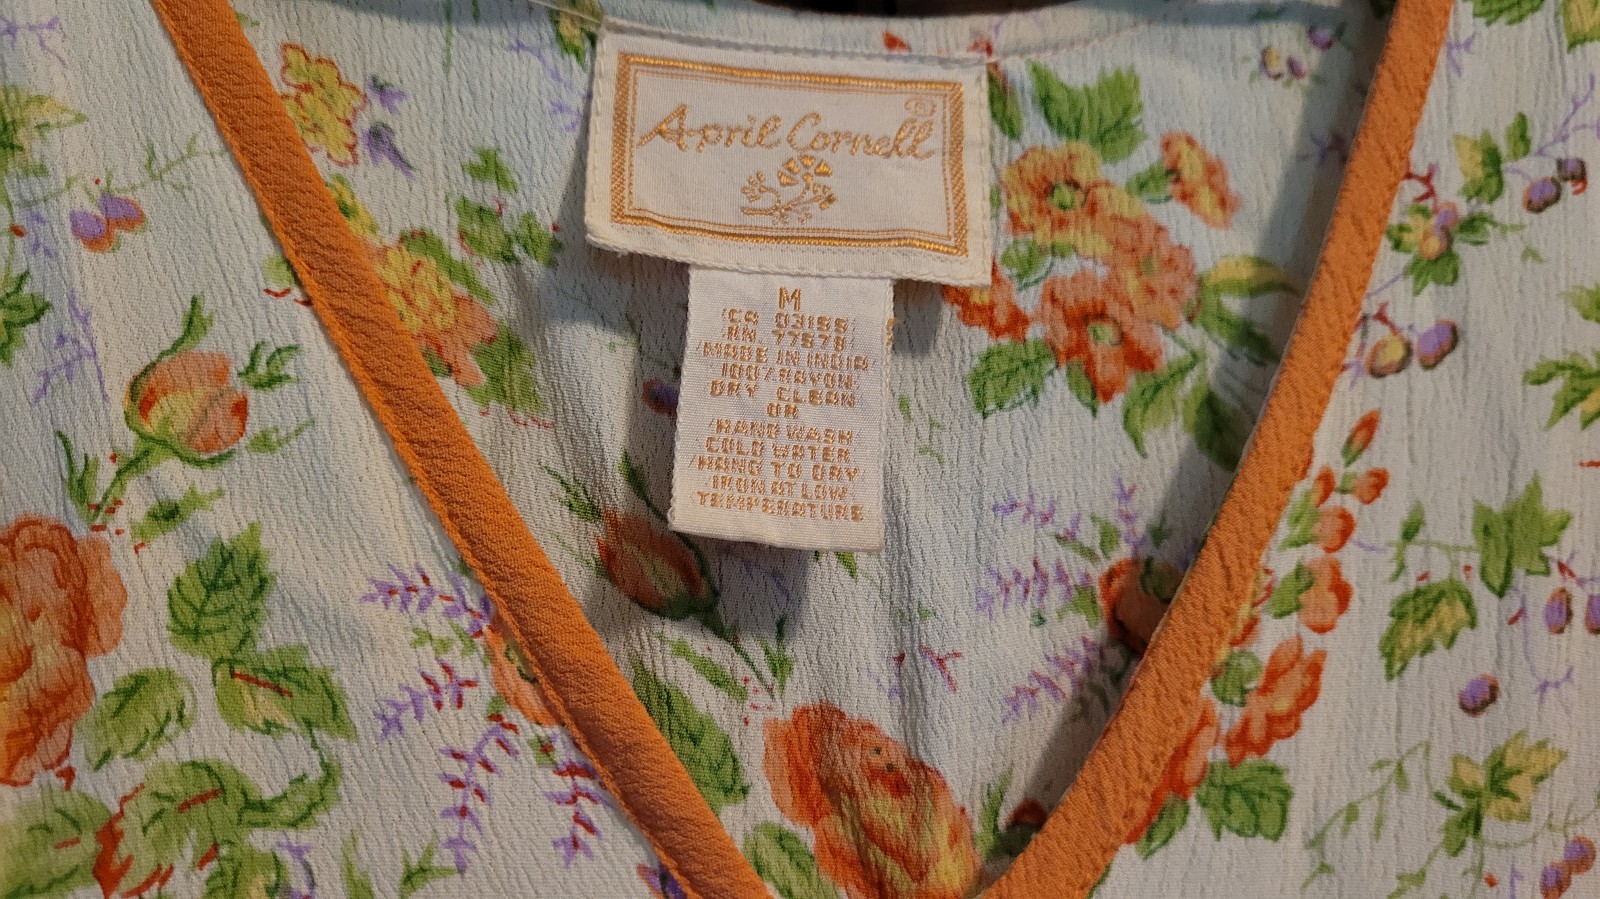 April Cornell ®
M
CA 03155
RN 77578
MADE IN INDIA
100% RAYON
DRY CLEAN
OR
HAND WASH
COLD WATER
HANG TO DRY
IRON AT LOW
TEMPERATURE